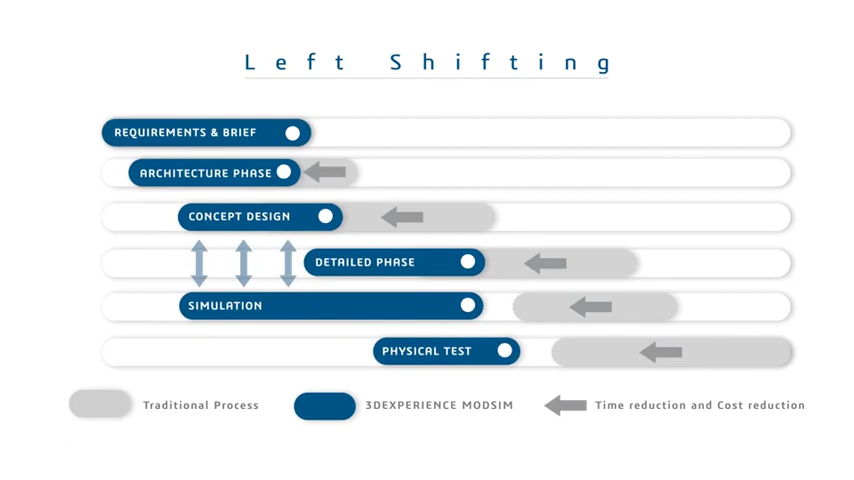 Left Shifting
REQUIREMENTS & BRIEF
ARCHITECTURE PHASE
CONCEPT DESIGN
DETAILED PHASE
SIMULATION
PHYSICAL TEST
Traditional Process
3DEXPERIENCE MODSIM
Time reduction and Cost reduction